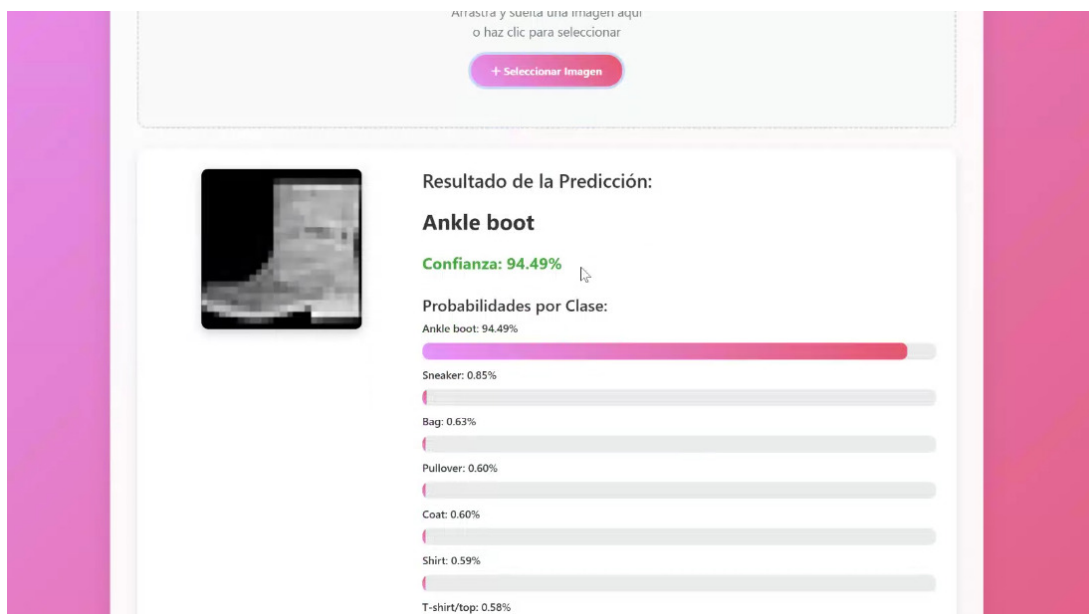 Arrastra y suelta una imagen aquí
o haz clic para seleccionar
+ Seleccionar Imagen
Resultado de la Predicción:
Ankle boot
Confianza: 94.49%
Probabilidades por Clase:
Ankle boot: 94.49%
Sneaker: 0.85%
Bag: 0.63%
Pullover: 0.60%
Coat: 0.60%
Shirt: 0.59%
T-shirt/top: 0.58%